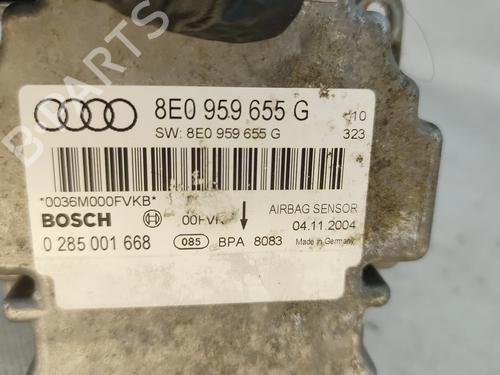 8E0 959 655 G
SW: 8E0 959 655 G
10
323
*0036M000FVKB*
BOSCH
AIRBAG SENSOR
0 285 001 668
085
BPA 8083
04.11.2004
Made in Germany
B-PARTS